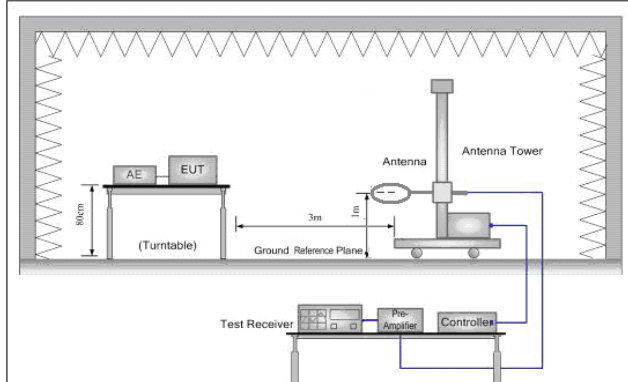 Antenna Tower
Antenna
AE
EUT
80cm
(Turntable)
3m
1m
Ground Reference Plane
Test Receiver
Pre-
Amplifier
Controller